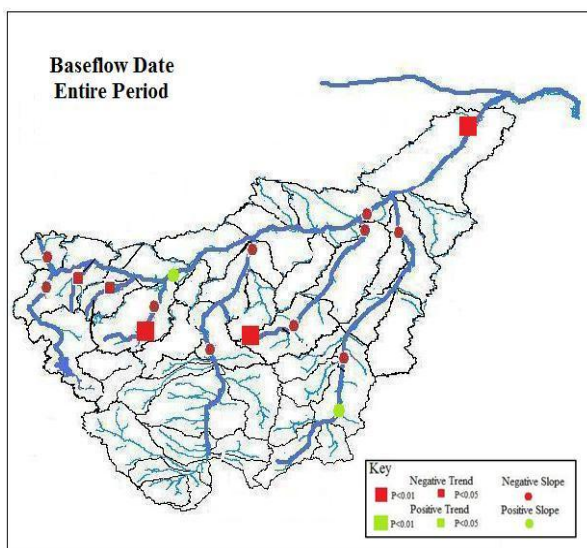 Baseflow Date
Entire Period
Key
Negative Trend Negative Slope
P<0.01 P<0.05
Positive Trend Positive Slope
P<0.01 P<0.05